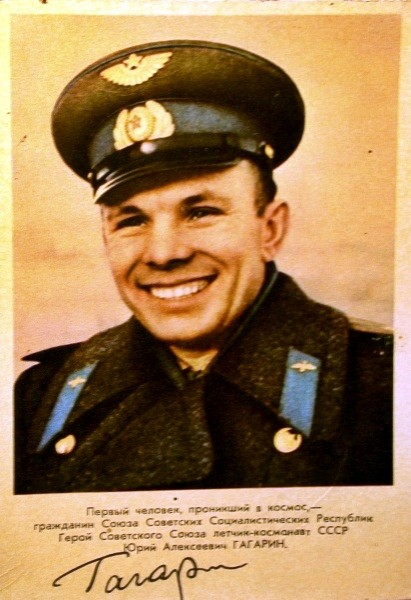 Первый человек, проникший в космос,—
гражданин Союза Советских Социалистических Республик
Герой Советского Союза летчик-космонавт СССР
Юрий Алексеевич ГАГАРИН.
Гагарин